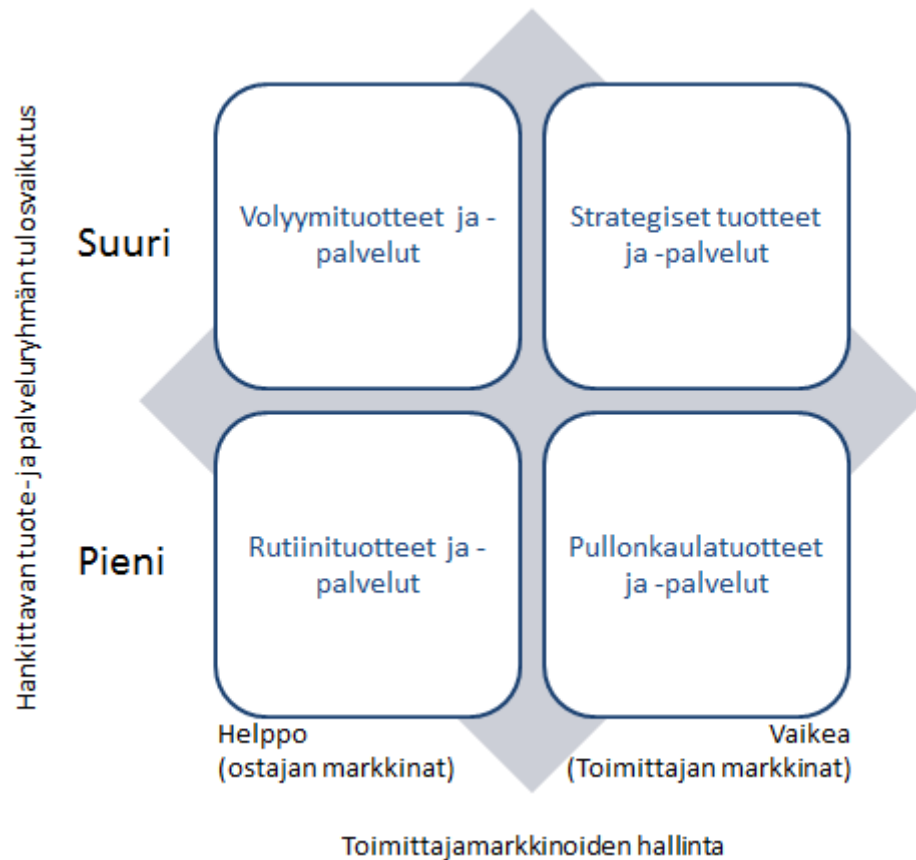 Hankittavan tuote- ja palveluryhmän tulosvaikutus
Suuri
Volyymituotteet ja -
palvelut
Strategiset tuotteet
ja -palvelut
Pieni
Rutiinituotteet ja -
palvelut
Pullonkaulatuotteet
ja -palvelut
Helppo
(ostajan markkinat)
Vaikea
(Toimittajan markkinat)
Toimittajamarkkinoiden hallinta